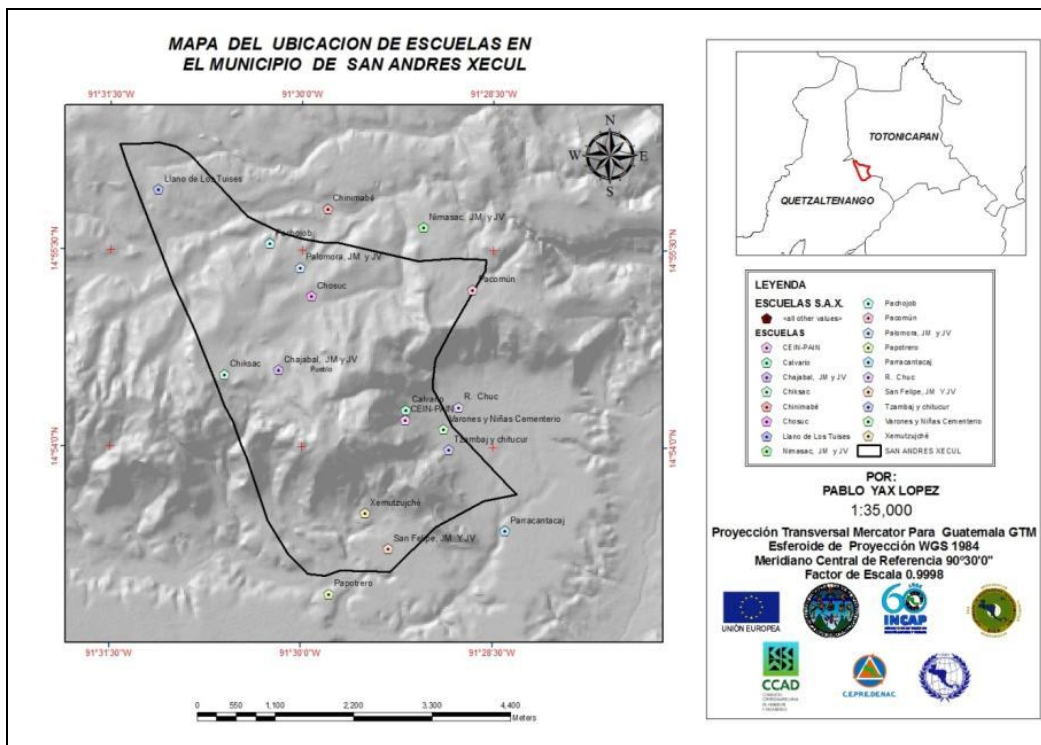 MAPA DEL UBICACION DE ESCUELAS EN
EL MUNICIPIO DE SAN ANDRES XECUL
91°31'30"W
91°30'0"W
91°28'30"W
N
W
E
S
Llano de Los Tuises
Chinimabé
Nimasac, JM y JV
Pachojob
Palomora, JM y JV
Pacomún
Chosuc
Chiksac
Chajabal, JM y JV
Pueblo
Calvario
CEIN-PAIN
R. Chuc
Varones y Niñas Cementerio
Tzambaj y chitucur
Xemutzujché
San Felipe, JM Y JV
Parracantacaj
Papotrero
14°55'30"N
14°54'0"N
14°55'30"N
14°54'0"N
91°31'30"W
91°30'0"W
91°28'30"W
0
550
1,100
2,200
3,300
4,400
Meters
TOTONICAPAN
QUETZALTENANGO
LEYENDA
ESCUELAS S.A.X.
<all other values>
ESCUELAS
CEIN-PAIN
Calvario
Chajabal, JM y JV
Chiksac
Chinimabé
Chosuc
Llano de Los Tuises
Nimasac, JM y JV
Pachojob
Pacomún
Palomora, JM y JV
Papotrero
Parracantacaj
R. Chuc
San Felipe, JM Y JV
Tzambaj y chitucur
Varones y Niñas Cementerio
Xemutzujché
SAN ANDRES XECUL
POR:
PABLO YAX LOPEZ
1:35,000
Proyección Transversal Mercator Para Guatemala GTM
Esferoide de Proyección WGS 1984
Meridiano Central de Referencia 90°30'0"
Factor de Escala 0.9998
UNIÓN EUROPEA
60
INCAP
CCAD
C.E.P.R.E.D.E.N.A.C.